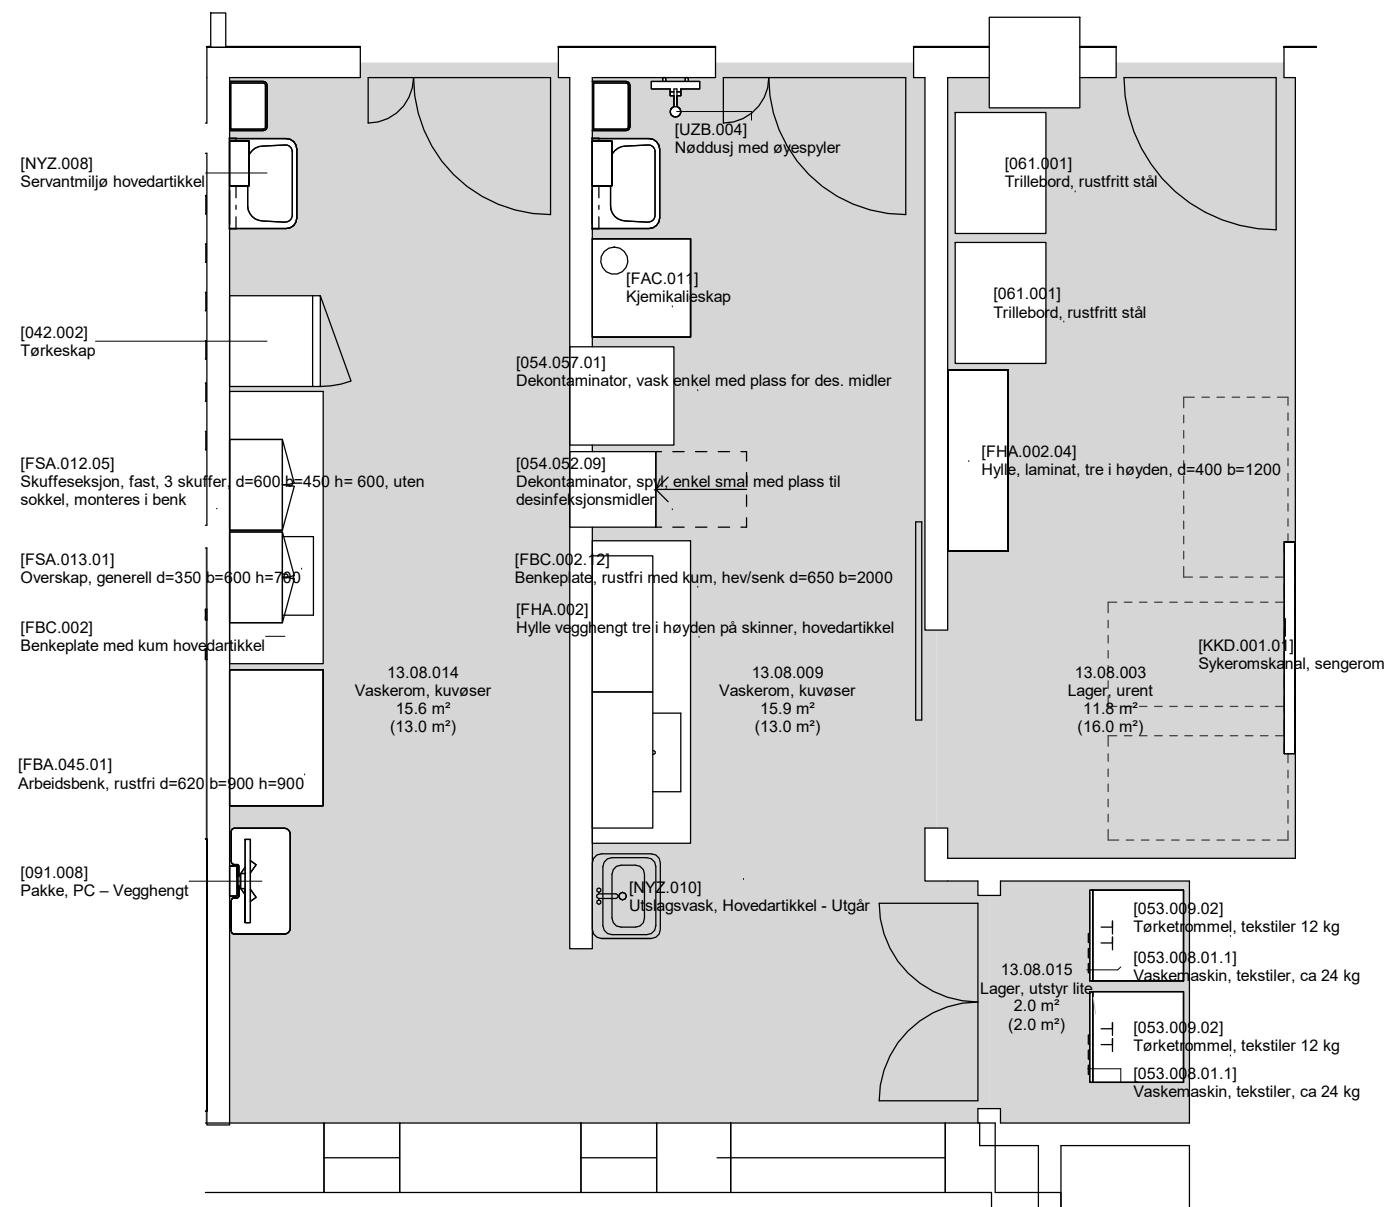 [NYZ.008]
Servantmiljø hovedartikkel
[042.002]
Tørkeskap
[FSA.012.05]
Skuffeseksjon, fast, 3 skuffer, d=600 b=450 h= 600, uten
sokkel, monteres i benk
[FSA.013.01]
Overskap, generell d=350 b=600 h=700
[FBC.002]
Benkeplate med kum hovedartikkel
13.08.014
Vaskerom, kuvøser
15.6 m²
(13.0 m²)
[FBA.045.01]
Arbeidsbenk, rustfri d=620 b=900 h=900
[091.008]
Pakke, PC – Vegghengt
[UZB.004]
Nøddusj med øyespyler
[FAC.011]
Kjemikalieskap
[054.057.01]
Dekontaminator, vask enkel med plass for des. midler
[054.052.09]
Dekontaminator, spyl, enkel smal med plass til
desinfeksjonsmidler
[FBC.002.12]
Benkeplate, rustfri med kum, hev/senk d=650 b=2000
[FHA.002]
Hylle vegghengt tre i høyden på skinner, hovedartikkel
13.08.009
Vaskerom, kuvøser
15.9 m²
(13.0 m²)
[NYZ.010]
Utslagsvask, Hovedartikkel - Utgår
[061.001]
Trillebord, rustfritt stål
[061.001]
Trillebord, rustfritt stål
[FHA.002.04]
Hylle, laminat, tre i høyden, d=400 b=1200
[KKD.001.01]
Sykeromskanal, sengerom
13.08.003
Lager, urent
11.8 m²
(16.0 m²)
13.08.015
Lager, utstyr lite
2.0 m²
(2.0 m²)
[053.009.02]
Tørketrommel, tekstiler 12 kg
[053.008.01.1]
Vaskemaskin, tekstiler, ca 24 kg
[053.009.02]
Tørketrommel, tekstiler 12 kg
[053.008.01.1]
Vaskemaskin, tekstiler, ca 24 kg